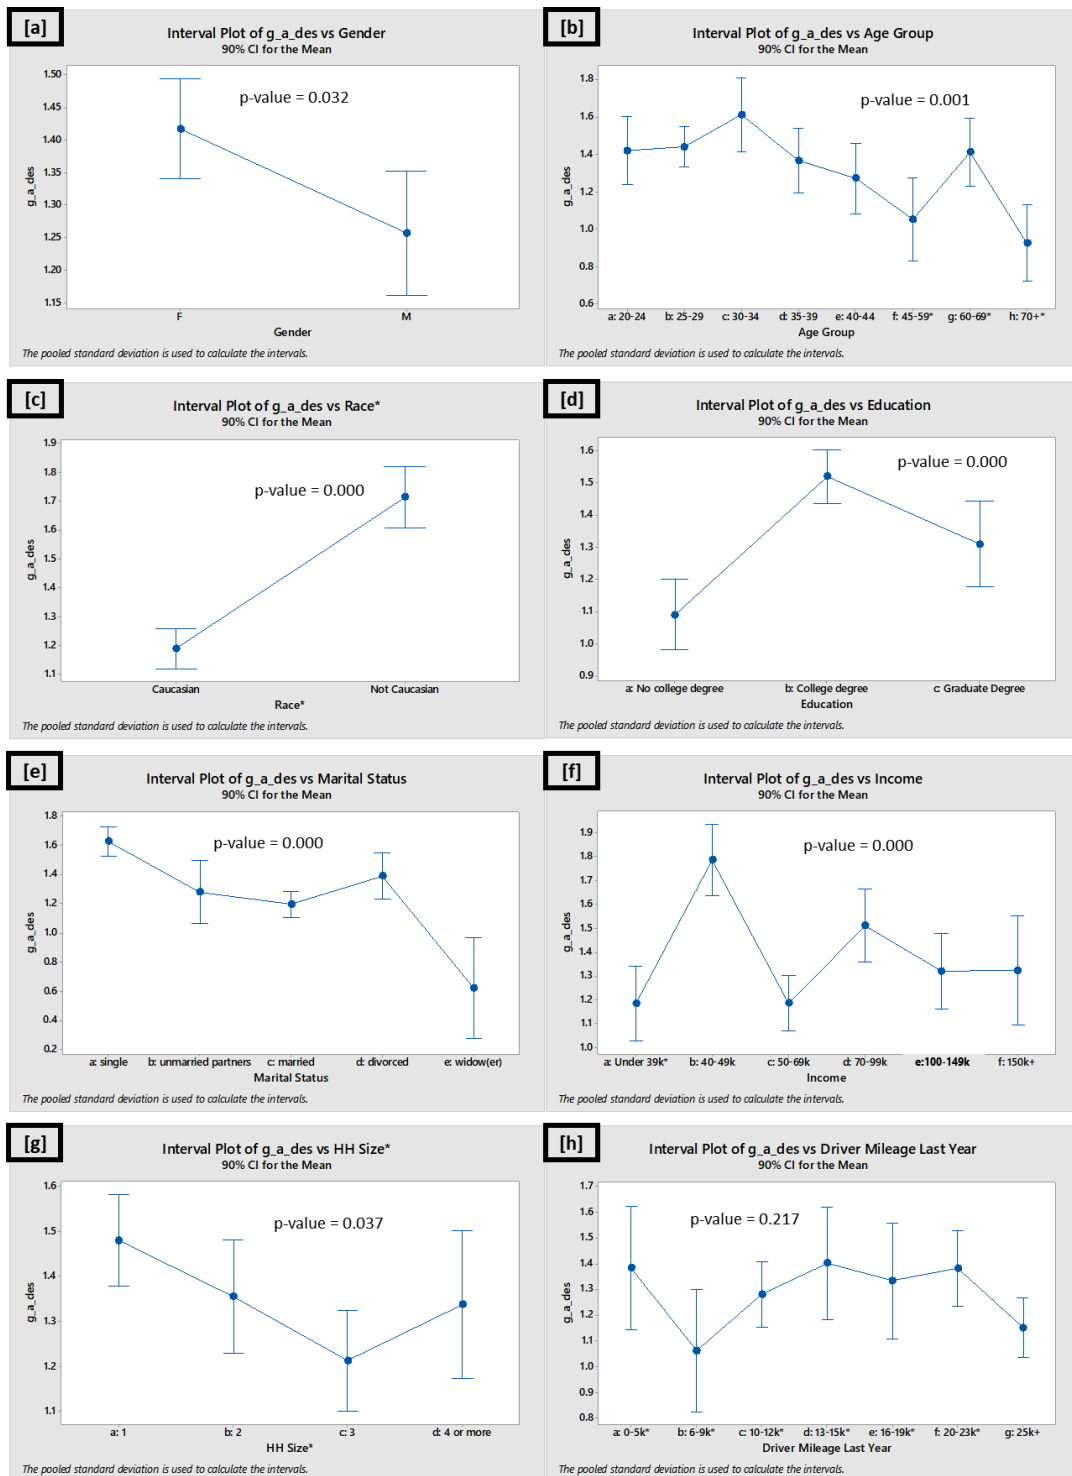 [a]
Interval Plot of g_a_des vs Gender
90% CI for the Mean
p-value = 0.032
1.50
1.45
1.40
1.35
1.30
1.25
1.20
1.15
g_a_des
F M
Gender
The pooled standard deviation is used to calculate the intervals.
[b]
Interval Plot of g_a_des vs Age Group
90% CI for the Mean
p-value = 0.001
1.8
1.6
1.4
1.2
1.0
0.8
0.6
g_a_des
a: 20-24 b: 25-29 c: 30-34 d: 35-39 e: 40-44 f: 45-59* g: 60-69* h: 70+*
Age Group
The pooled standard deviation is used to calculate the intervals.
[c]
Interval Plot of g_a_des vs Race*
90% CI for the Mean
p-value = 0.000
1.9
1.8
1.7
1.6
1.5
1.4
1.3
1.2
1.1
g_a_des
Caucasian Not Caucasian
Race*
The pooled standard deviation is used to calculate the intervals.
[d]
Interval Plot of g_a_des vs Education
90% CI for the Mean
p-value = 0.000
1.6
1.5
1.4
1.3
1.2
1.1
1.0
0.9
g_a_des
a: No college degree b: College degree c: Graduate Degree
Education
The pooled standard deviation is used to calculate the intervals.
[e]
Interval Plot of g_a_des vs Marital Status
90% CI for the Mean
p-value = 0.000
1.8
1.6
1.4
1.2
1.0
0.8
0.6
0.4
0.2
g_a_des
a: single b: unmarried partners c: married d: divorced e: widow(er)
Marital Status
The pooled standard deviation is used to calculate the intervals.
[f]
Interval Plot of g_a_des vs Income
90% CI for the Mean
p-value = 0.000
1.9
1.8
1.7
1.6
1.5
1.4
1.3
1.2
1.1
1.0
g_a_des
a: Under 39k* b: 40-49k c: 50-69k d: 70-99k e:100-149k f: 150k+
Income
The pooled standard deviation is used to calculate the intervals.
[g]
Interval Plot of g_a_des vs HH Size*
90% CI for the Mean
p-value = 0.037
1.6
1.5
1.4
1.3
1.2
1.1
g_a_des
a: 1 b: 2 c: 3 d: 4 or more
HH Size*
The pooled standard deviation is used to calculate the intervals.
[h]
Interval Plot of g_a_des vs Driver Mileage Last Year
90% CI for the Mean
p-value = 0.217
1.7
1.6
1.5
1.4
1.3
1.2
1.1
1.0
0.9
0.8
g_a_des
a: 0-5k* b: 6-9k* c: 10-12k* d: 13-15k* e: 16-19k* f: 20-23k* g: 25k+
Driver Mileage Last Year
The pooled standard deviation is used to calculate the intervals.